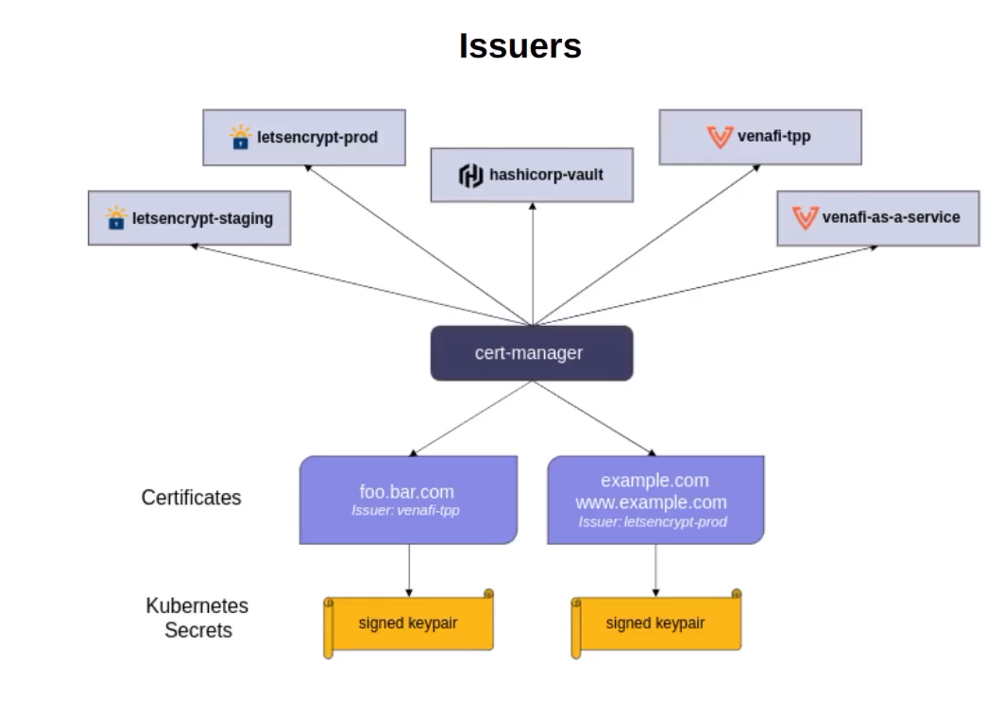 Issuers
letsencrypt-prod
venafi-tpp
hashicorp-vault
letsencrypt-staging
venafi-as-a-service
cert-manager
Certificates
foo.bar.com
Issuer: venafi-tpp
example.com
www.example.com
Issuer: letsencrypt-prod
Kubernetes
Secrets
signed keypair
signed keypair